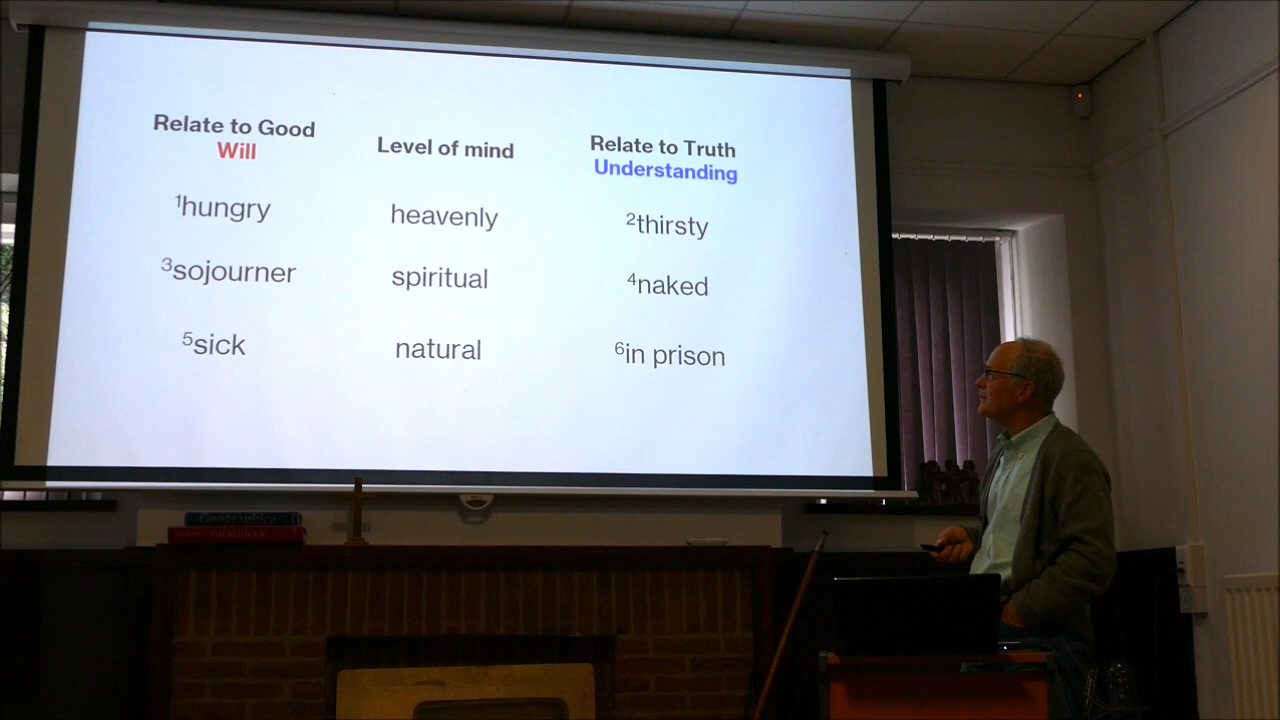 Relate to Good
Will
Level of mind
Relate to Truth
Understanding
¹hungry heavenly ²thirsty
³sojourner spiritual ⁴naked
⁵sick natural ⁶in prison
Geographica